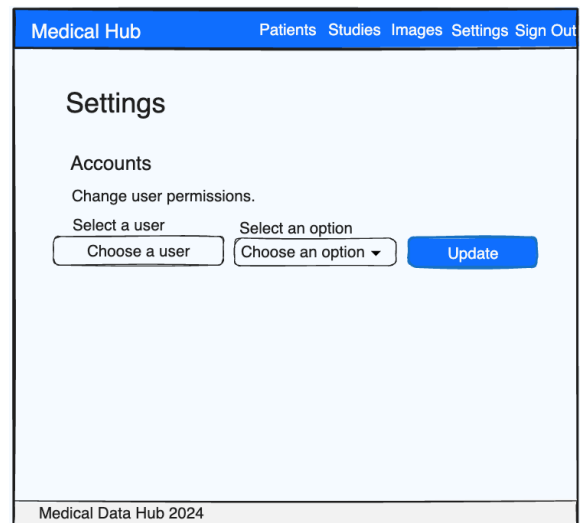 Medical Hub Patients Studies Images Settings Sign Out
Settings
Accounts
Change user permissions.
Select a user Select an option
Choose a user Choose an option Update
Medical Data Hub 2024